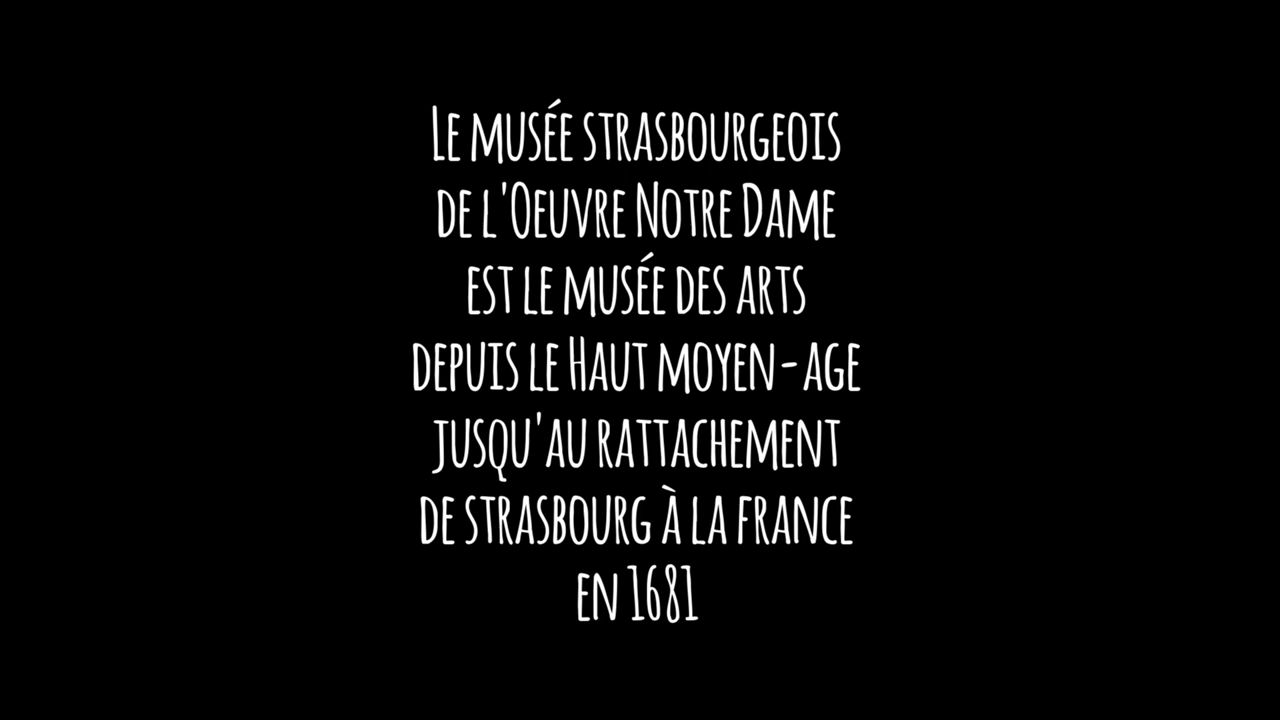 Le musée strasbourgeois
de l'Oeuvre Notre Dame
est le musée des arts
depuis le Haut moyen-age
jusqu'au rattachement
de strasbourg à la france
en 1681